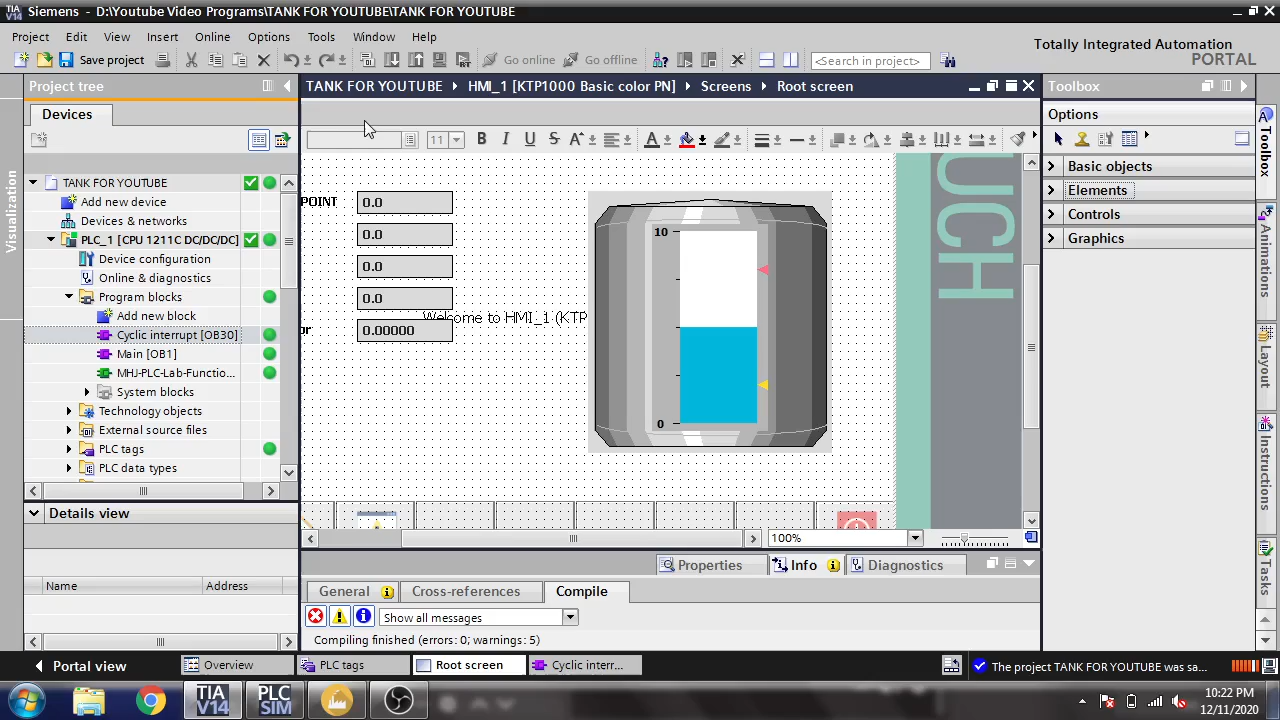 TIA
V14
Siemens - D:\Youtube Video Programs\TANK FOR YOUTUBE\TANK FOR YOUTUBE
Project Edit View Insert Online Options Tools Window Help
Totally Integrated Automation
PORTAL
Save project
Go online
Go offline
<Search in project>
Project tree
TANK FOR YOUTUBE
HMI_1 [KTP1000 Basic color PN]
Screens
Root screen
Toolbox
Devices
Options
11
B I U S A
A
Visualization
TANK FOR YOUTUBE
Add new device
Devices & networks
PLC_1 [CPU 1211C DC/DC/DC]
Device configuration
Online & diagnostics
Program blocks
Add new block
Cyclic interrupt [OB30]
Main [OB1]
MHJ-PLC-Lab-Functio...
System blocks
Technology objects
External source files
PLC tags
PLC data types
POINT 0.0
0.0
0.0
0.0
Welcome to HMI_1 (KTP
or 0.00000
10
0
UCH
Basic objects
Elements
Controls
Graphics
Toolbox
Animations
Layout
Instructions
Tasks
100%
Details view
Name Address
Properties
Info
Diagnostics
General
Cross-references
Compile
Show all messages
Compiling finished (errors: 0; warnings: 5)
Portal view
Overview
PLC tags
Root screen
Cyclic interr...
The project TANK FOR YOUTUBE was sa...
TIA
V14
PLC
SIM
10:22 PM
12/11/2020